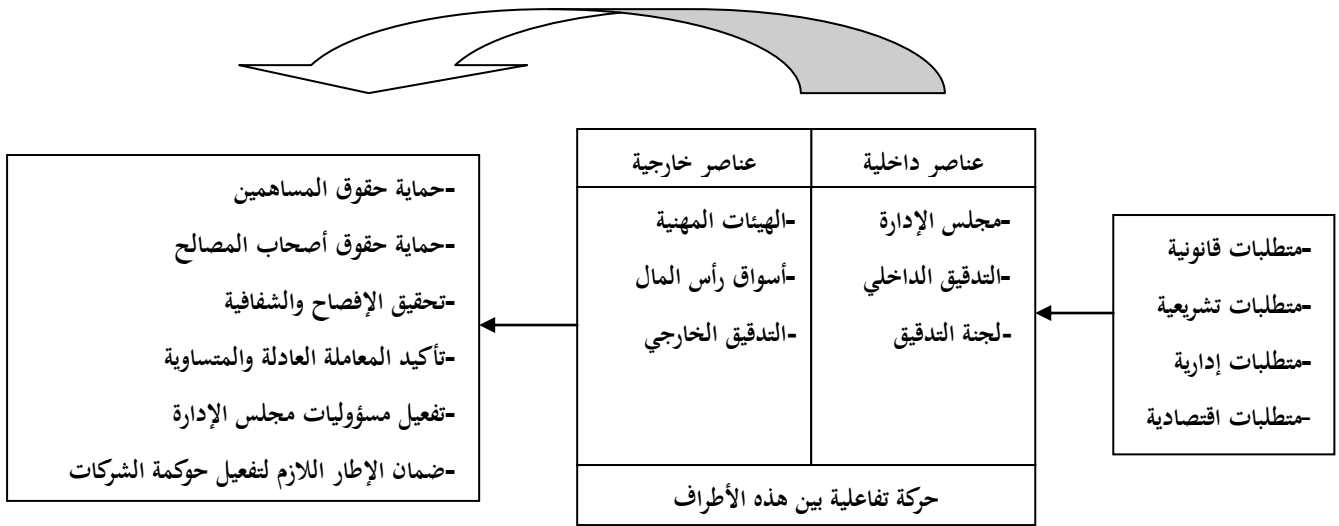 -متطلبات قانونية
-متطلبات تشريعية
-متطلبات إدارية
-متطلبات اقتصادية
عناصر داخلية
-مجلس الإدارة
-التدقيق الداخلي
-لجنة التدقيق
عناصر خارجية
-الهيئات المهنية
-أسواق رأس المال
-التدقيق الخارجي
حركة تفاعلية بين هذه الأطراف
-حماية حقوق المساهمين
-حماية حقوق أصحاب المصالح
-تحقيق الإفصاح والشفافية
-تأكيد المعاملة العادلة والمتساوية
-تفعيل مسؤوليات مجلس الإدارة
-ضمان الإطار اللازم لتفعيل حوكمة الشركات